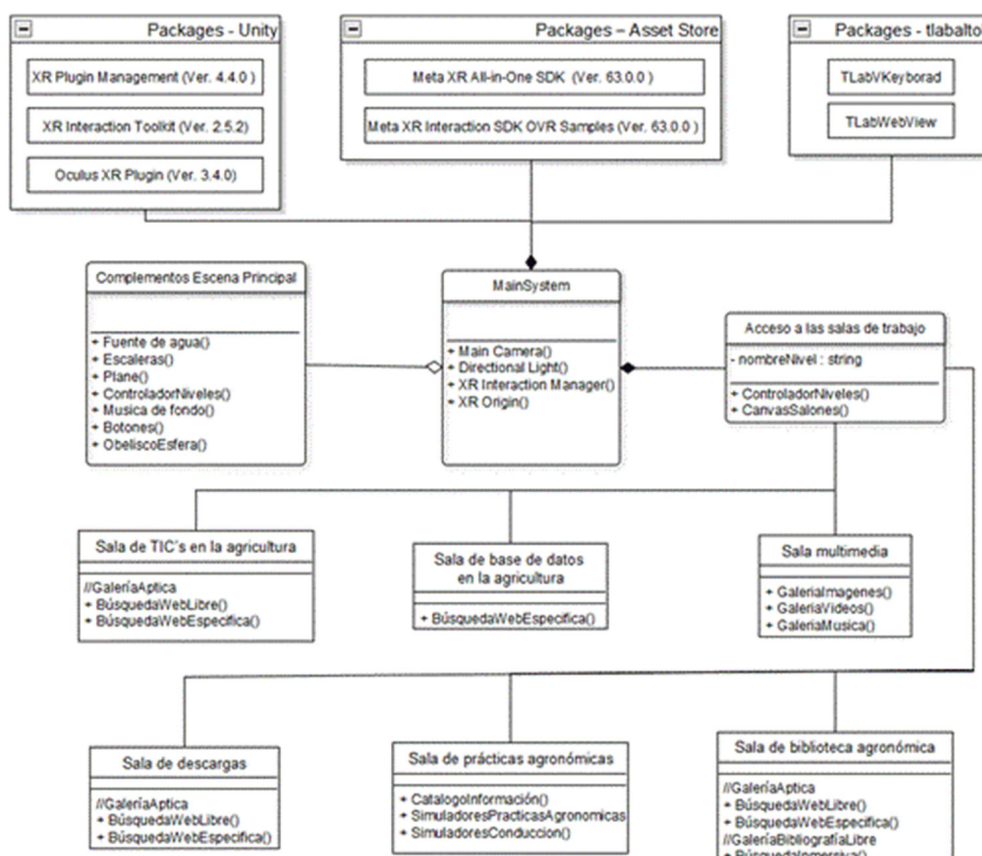 Packages - Unity
XR Plugin Management (Ver. 4.4.0 )
XR Interaction Toolkit (Ver. 2.5.2)
Oculus XR Plugin (Ver. 3.4.0)
Packages – Asset Store
Meta XR All-in-One SDK (Ver. 63.0.0 )
Meta XR Interaction SDK OVR Samples (Ver. 63.0.0 )
Packages - tlabaltoh
TLabVKeyborad
TLabWebView
Complementos Escena Principal
+ Fuente de agua()
+ Escaleras()
+ Plane()
+ ControladorNiveles()
+ Musica de fondo()
+ Botones()
+ ObeliscoEsfera()
MainSystem
+ Main Camera()
+ Directional Light()
+ XR Interaction Manager()
+ XR Origin()
Acceso a las salas de trabajo
- nombreNivel : string
+ ControladorNiveles()
+ CanvasSalones()
Sala de TIC´s en la agricultura
//GaleríaAptica
+ BúsquedaWebLibre()
+ BúsquedaWebEspecifica()
Sala de base de datos
en la agricultura
+ BúsquedaWebEspecifica()
Sala multimedia
+ GaleriaImagenes()
+ GaleriaVideos()
+ GaleriaMusica()
Sala de descargas
//GaleríaAptica
+ BúsquedaWebLibre()
+ BúsquedaWebEspecifica()
Sala de prácticas agronómicas
+ CatalogoInformación()
+ SimuladoresPracticasAgronomicas
+ SimuladoresConduccion()
Sala de biblioteca agronómica
//GaleríaAptica
+ BúsquedaWebLibre()
+ BúsquedaWebEspecifica()
//GaleríaBibliografíaLibre
+ BúsquedaInmersiva()